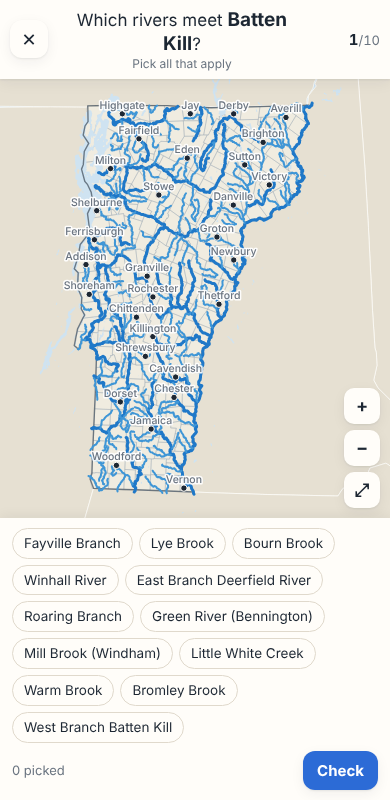 Which rivers meet Batten
Kill?
Pick all that apply
1/10
Highgate
Jay
Derby
Averill
Fairfield
Brighton
Eden
Milton
Sutton
Victory
Stowe
Danville
Shelburne
Groton
Ferrisburgh
Newbury
Addison
Granville
Shoreham
Rochester
Thetford
Chittenden
Killington
Shrewsbury
Cavendish
Chester
Dorset
Jamaica
Woodford
Vernon
+
−
Fayville Branch
Lye Brook
Bourn Brook
Winhall River
East Branch Deerfield River
Roaring Branch
Green River (Bennington)
Mill Brook (Windham)
Little White Creek
Warm Brook
Bromley Brook
West Branch Batten Kill
0 picked
Check